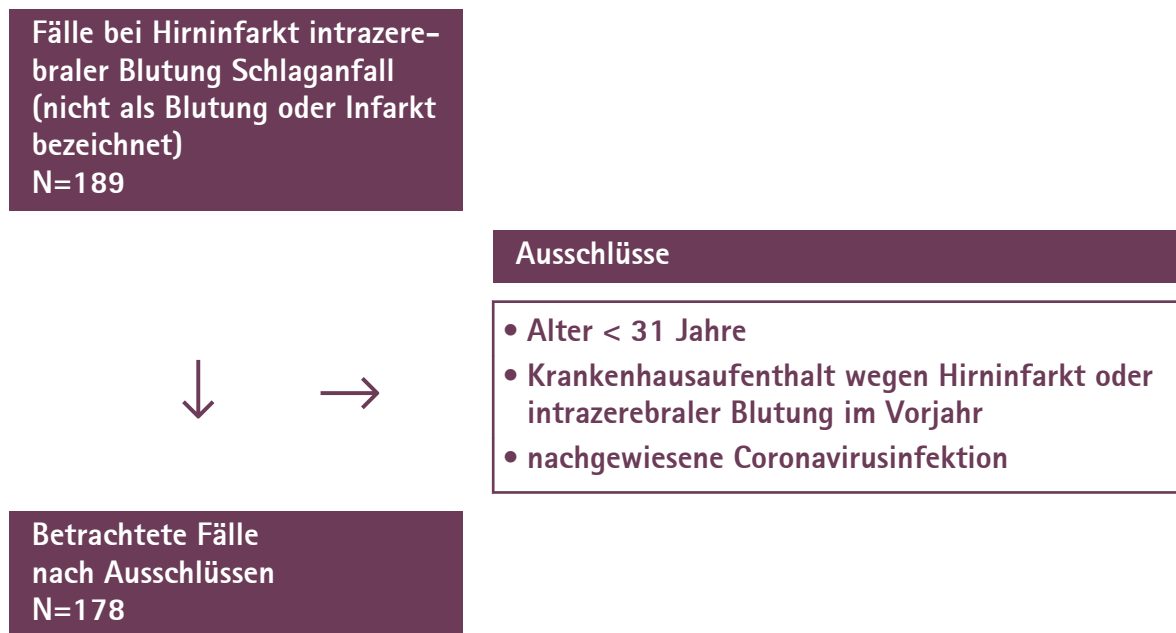 Fälle bei Hirninfarkt intrazere-
braler Blutung Schlaganfall
(nicht als Blutung oder Infarkt
bezeichnet)
N=189
Ausschlüsse
• Alter < 31 Jahre
• Krankenhausaufenthalt wegen Hirninfarkt oder
intrazerebraler Blutung im Vorjahr
• nachgewiesene Coronavirusinfektion
Betrachtete Fälle
nach Ausschlüssen
N=178